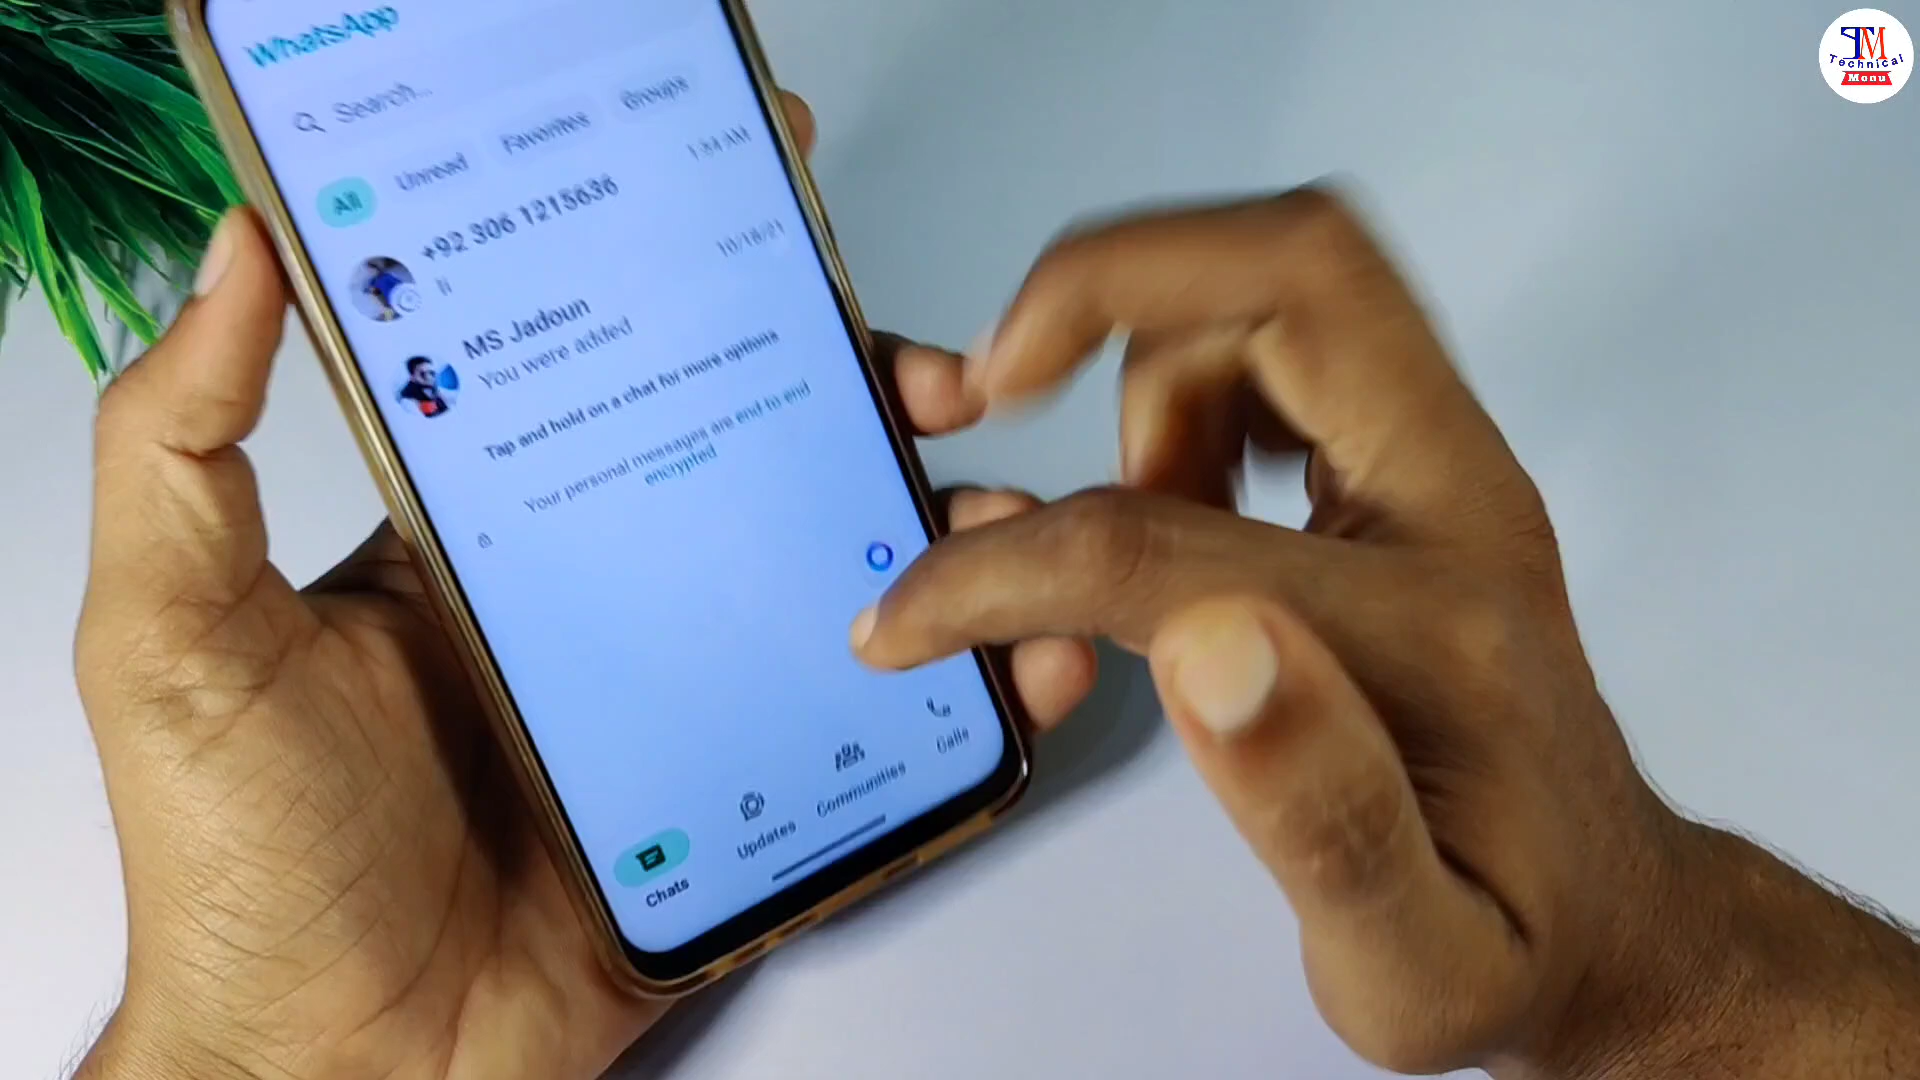 WhatsApp
Search...
All
Unread
Favorites
Groups
+92 306 1215636
1:34 AM
MS Jadoun
10/18/21
You were added
Tap and hold on a chat for more options
Your personal messages are end to end
encrypted
Chats
Updates
Communities
Calls
TM
Technical
Monu